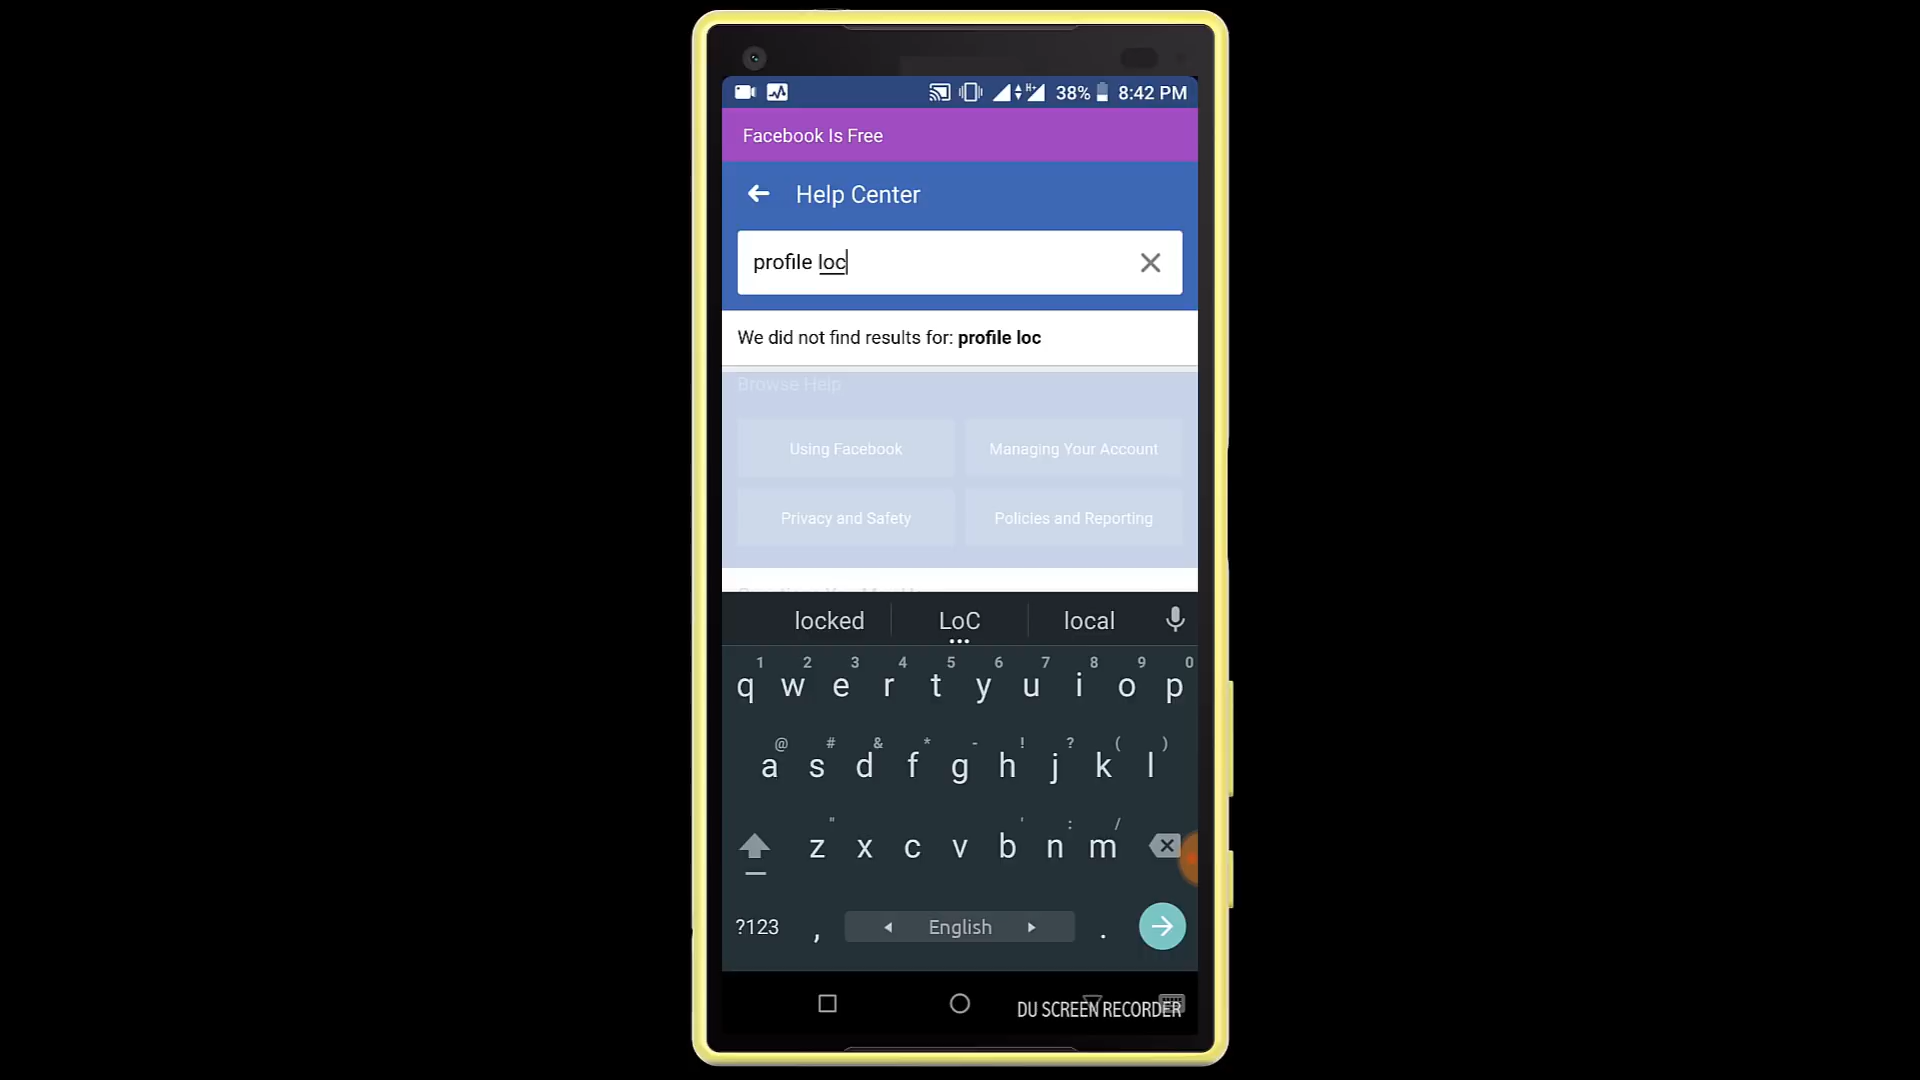 38% 8:42 PM
Facebook Is Free
Help Center
profile loc
We did not find results for: profile loc
Browse Help
Using Facebook Managing Your Account
Privacy and Safety Policies and Reporting
locked LoC local
1 2 3 4 5 6 7 8 9 0
q w e r t y u i o p
@ # & * - ! ? ( )
a s d f g h j k l
" ' : /
z x c v b n m
?123 , English .
DU SCREEN RECORDER